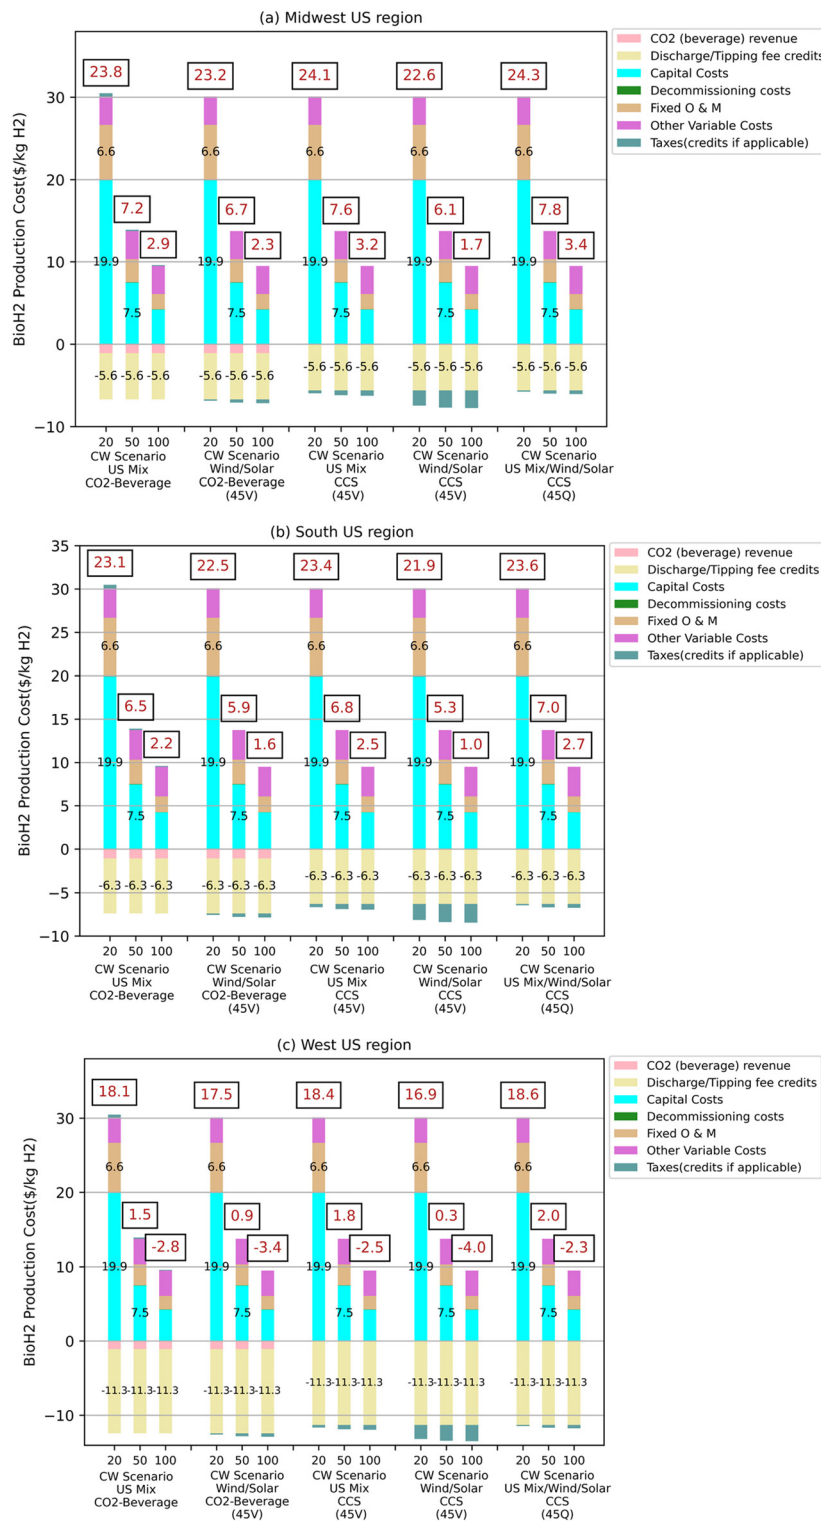 (a) Midwest US region
CO2 (beverage) revenue
Discharge/Tipping fee credits
Capital Costs
Decommissioning costs
Fixed O & M
Other Variable Costs
Taxes(credits if applicable)
BioH2 Production Cost($/kg H2)
30
20
10
0
−10
23.8 23.2 24.1 22.6 24.3
6.6 6.6 6.6 6.6 6.6
7.2 6.7 7.6 6.1 7.8
2.9 2.3 3.2 1.7 3.4
19.9 19.9 19.9 19.9 19.9
7.5 7.5 7.5 7.5 7.5
-5.6 -5.6 -5.6 -5.6 -5.6 -5.6 -5.6 -5.6 -5.6 -5.6 -5.6 -5.6 -5.6 -5.6 -5.6
20 50 100 20 50 100 20 50 100 20 50 100 20 50 100
CW Scenario
US Mix
CO2-Beverage
CW Scenario
Wind/Solar
CO2-Beverage
(45V)
CW Scenario
US Mix
CCS
(45V)
CW Scenario
Wind/Solar
CCS
(45V)
CW Scenario
US Mix/Wind/Solar
CCS
(45Q)
(b) South US region
CO2 (beverage) revenue
Discharge/Tipping fee credits
Capital Costs
Decommissioning costs
Fixed O & M
Other Variable Costs
Taxes(credits if applicable)
BioH2 Production Cost($/kg H2)
35
30
25
20
15
10
5
0
−5
−10
23.1 22.5 23.4 21.9 23.6
6.6 6.6 6.6 6.6 6.6
6.5 5.9 6.8 5.3 7.0
2.2 1.6 2.5 1.0 2.7
19.9 19.9 19.9 19.9 19.9
7.5 7.5 7.5 7.5 7.5
-6.3 -6.3 -6.3 -6.3 -6.3 -6.3 -6.3 -6.3 -6.3 -6.3 -6.3 -6.3 -6.3 -6.3 -6.3
20 50 100 20 50 100 20 50 100 20 50 100 20 50 100
CW Scenario
US Mix
CO2-Beverage
CW Scenario
Wind/Solar
CO2-Beverage
(45V)
CW Scenario
US Mix
CCS
(45V)
CW Scenario
Wind/Solar
CCS
(45V)
CW Scenario
US Mix/Wind/Solar
CCS
(45Q)
(c) West US region
CO2 (beverage) revenue
Discharge/Tipping fee credits
Capital Costs
Decommissioning costs
Fixed O & M
Other Variable Costs
Taxes(credits if applicable)
BioH2 Production Cost($/kg H2)
30
20
10
0
−10
18.1 17.5 18.4 16.9 18.6
6.6 6.6 6.6 6.6 6.6
1.5 0.9 1.8 0.3 2.0
-2.8 -3.4 -2.5 -4.0 -2.3
19.9 19.9 19.9 19.9 19.9
7.5 7.5 7.5 7.5 7.5
-11.3 -11.3 -11.3 -11.3 -11.3 -11.3 -11.3 -11.3 -11.3 -11.3 -11.3 -11.3 -11.3 -11.3 -11.3
20 50 100 20 50 100 20 50 100 20 50 100 20 50 100
CW Scenario
US Mix
CO2-Beverage
CW Scenario
Wind/Solar
CO2-Beverage
(45V)
CW Scenario
US Mix
CCS
(45V)
CW Scenario
Wind/Solar
CCS
(45V)
CW Scenario
US Mix/Wind/Solar
CCS
(45Q)